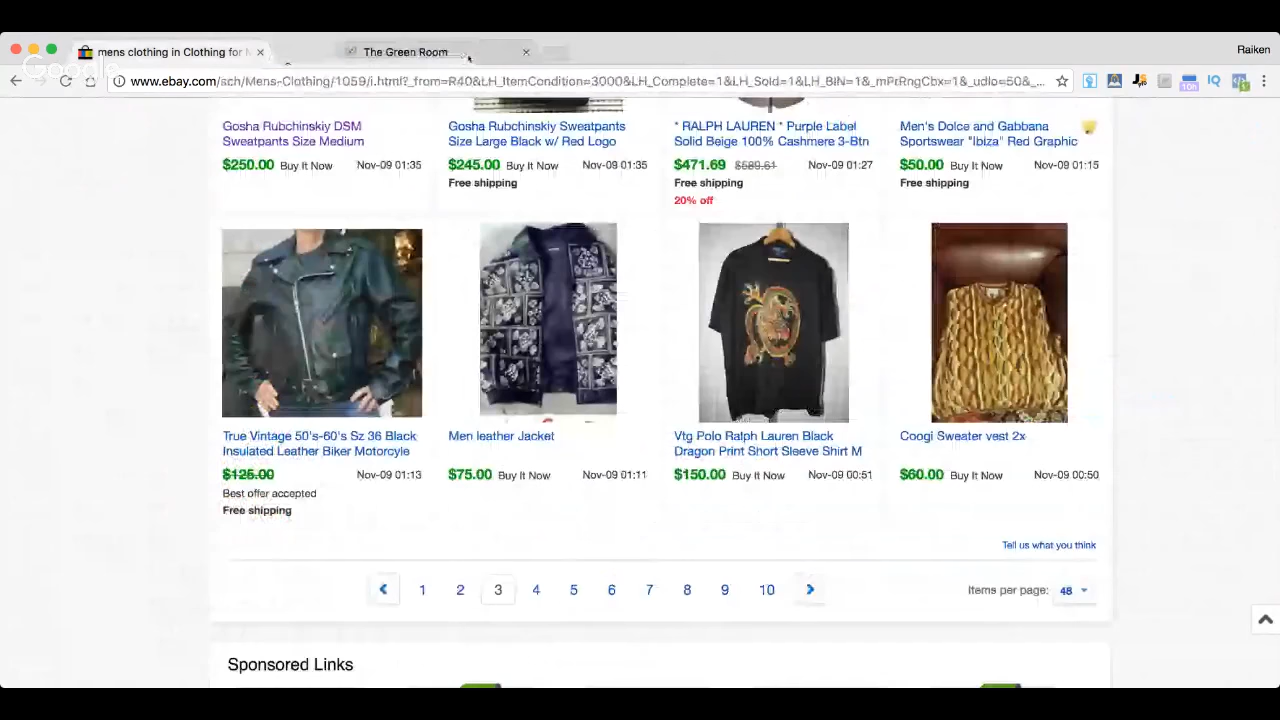 mens clothing in Clothing for M
The Green Room
Raiken
Google
www.ebay.com/sch/Mens-Clothing/1059/i.html?_from=R40&LH_ItemCondition=3000&LH_Complete=1&LH_Sold=1&LH_BIN=1&_mPrRngCbx=1&_udlo=50&_...
Gosha Rubchinskiy DSM
Sweatpants Size Medium
$250.00 Buy It Now Nov-09 01:35
Gosha Rubchinskiy Sweatpants
Size Large Black w/ Red Logo
$245.00 Buy It Now Nov-09 01:35
Free shipping
* RALPH LAUREN * Purple Label
Solid Beige 100% Cashmere 3-Btn
$471.69 $589.61 Nov-09 01:27
Free shipping
20% off
Men's Dolce and Gabbana
Sportswear "Ibiza" Red Graphic
$50.00 Buy It Now Nov-09 01:15
Free shipping
True Vintage 50's-60's Sz 36 Black
Insulated Leather Biker Motorcyle
$125.00 Nov-09 01:13
Best offer accepted
Free shipping
Men leather Jacket
$75.00 Buy It Now Nov-09 01:11
Vtg Polo Ralph Lauren Black
Dragon Print Short Sleeve Shirt M
$150.00 Buy It Now Nov-09 00:51
Coogi Sweater vest 2x
$60.00 Buy It Now Nov-09 00:50
Tell us what you think
1 2 3 4 5 6 7 8 9 10
Items per page: 48
Sponsored Links